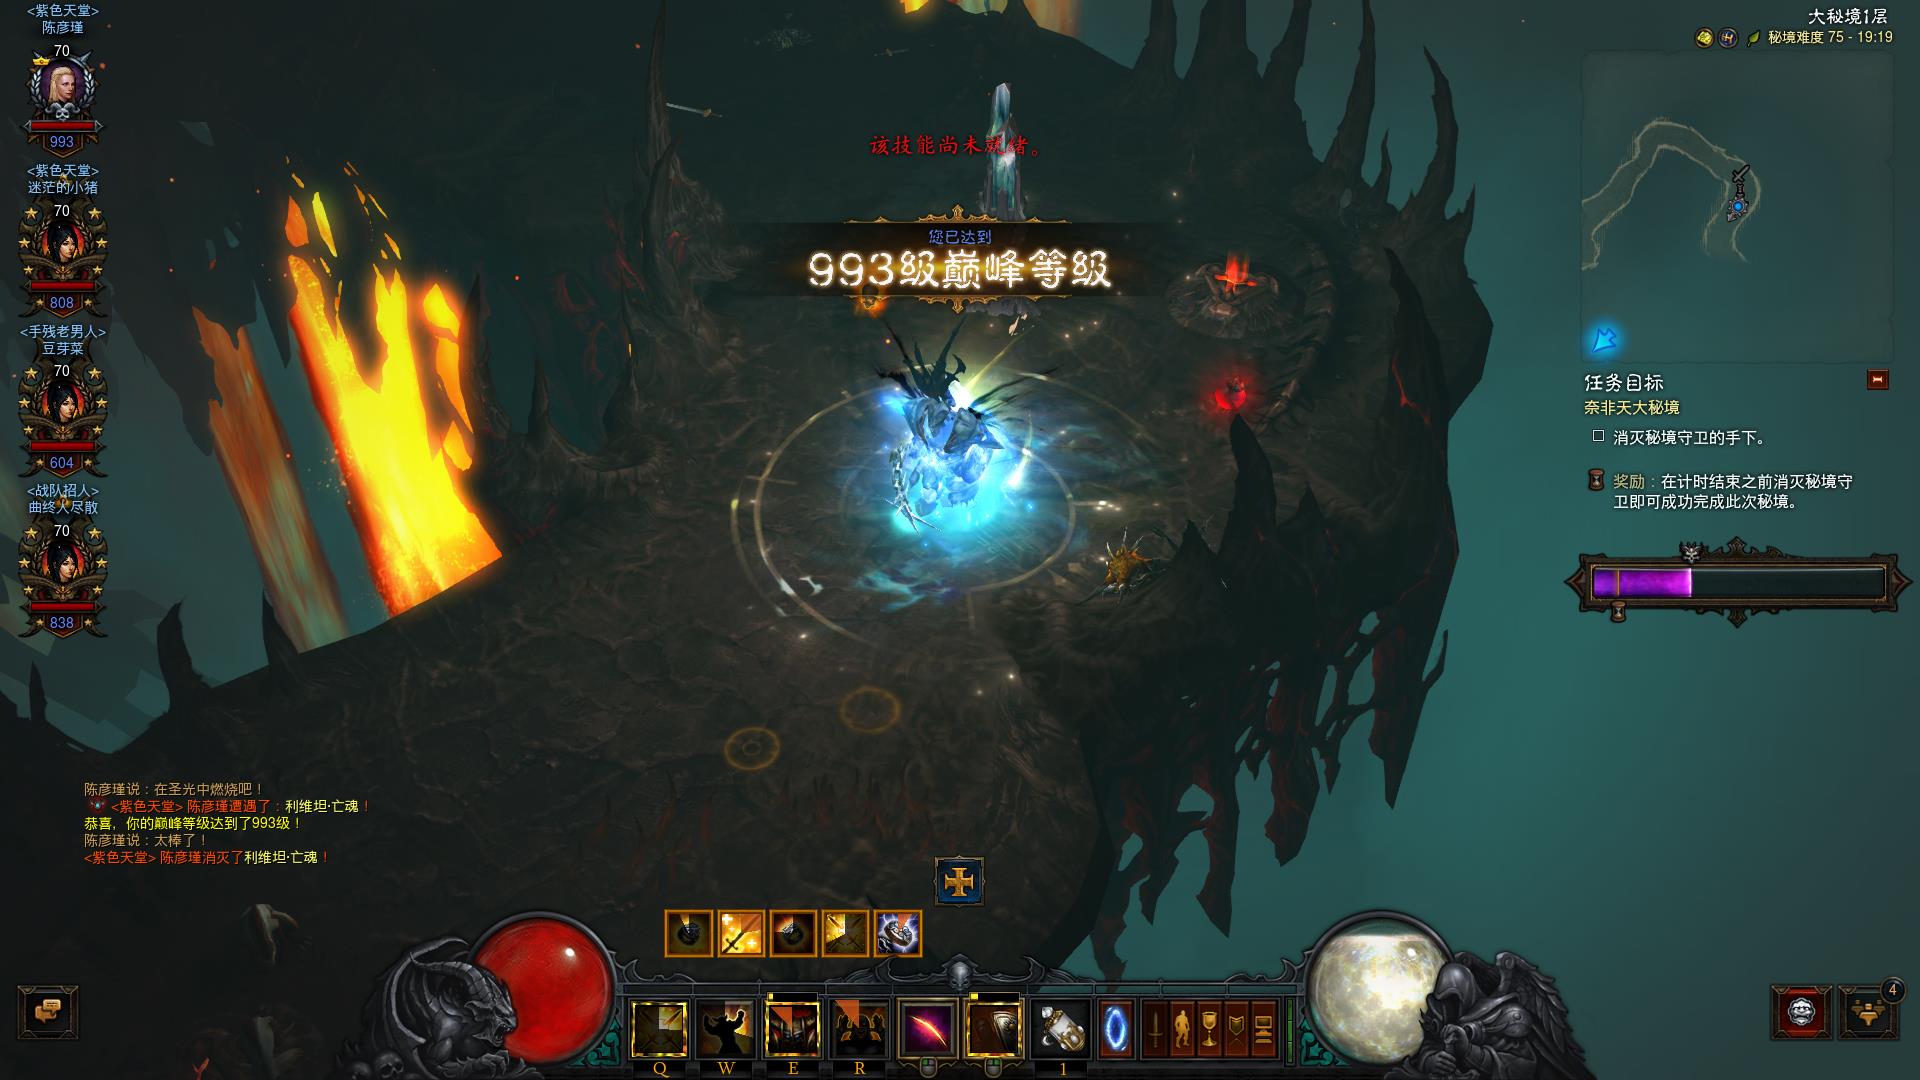 <紫色天堂>
陈彦瑾
70
993
<紫色天堂>
迷茫的小猪
70
808
<手残老男人>
豆芽菜
70
604
<战队招人>
曲终人尽散
70
838
该技能尚未就绪。
您已达到
993级巅峰等级
大秘境1层
秘境难度 75 - 19:19
任务目标
奈非天大秘境
消灭秘境守卫的手下。
奖励：在计时结束之前消灭秘境守
卫即可成功完成此次秘境。
陈彦瑾说：在圣光中燃烧吧！
<紫色天堂> 陈彦瑾遭遇了：利维坦·亡魂！
恭喜，你的巅峰等级达到了993级！
陈彦瑾说：太棒了！
<紫色天堂> 陈彦瑾消灭了利维坦·亡魂！
Q
W
E
R
1
4